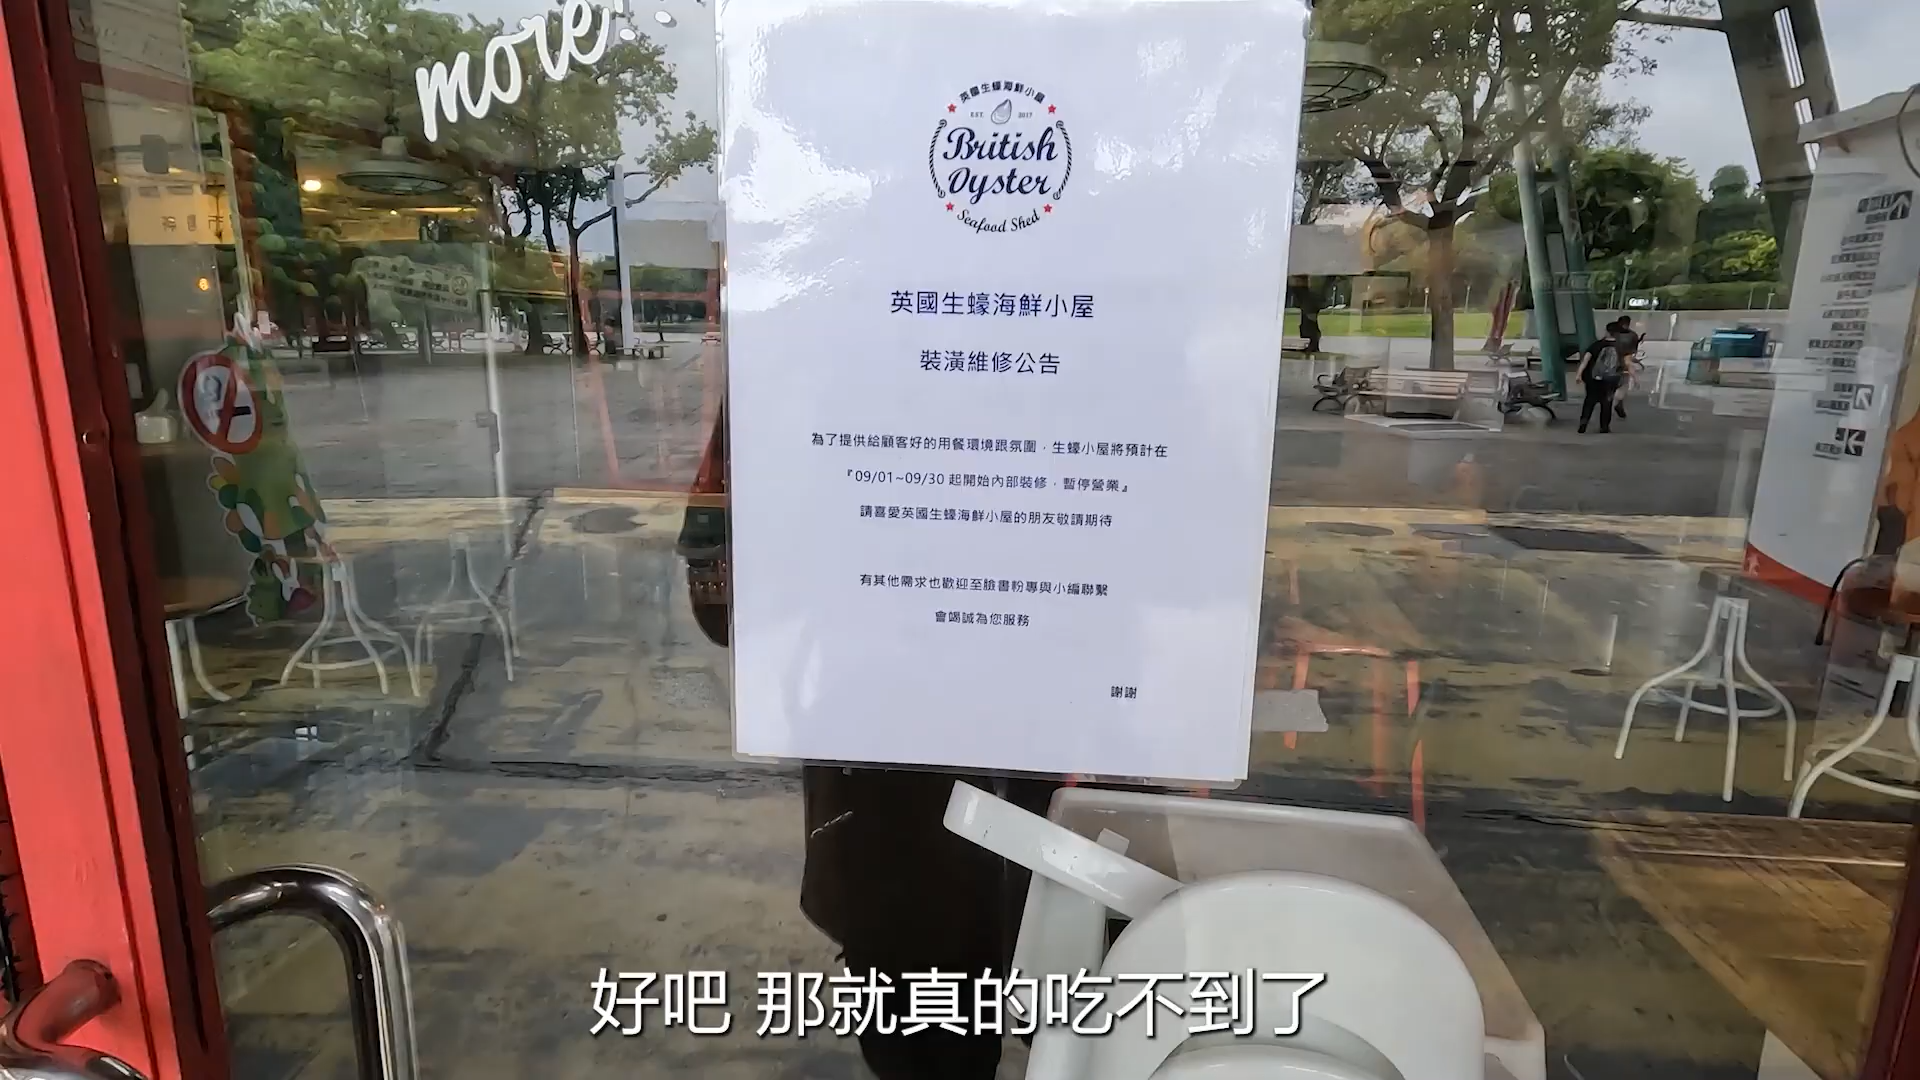 more!
英國生蠔海鮮小屋
EST. 2017
British
Oyster
Seafood Shed
英國生蠔海鮮小屋
裝潢維修公告
為了提供給顧客好的用餐環境跟氛圍，生蠔小屋將預計在
『09/01~09/30 起開始內部裝修，暫停營業』
請喜愛英國生蠔海鮮小屋的朋友敬請期待
有其他需求也歡迎至臉書粉專與小編聯繫
會竭誠為您服務
謝謝
好吧 那就真的吃不到了